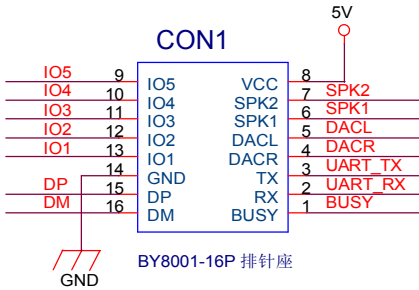 5V
CON1
IO5 9 IO5 VCC 8
IO4 10 IO4 SPK2 7 SPK2
IO3 11 IO3 SPK1 6 SPK1
IO2 12 IO2 DACL 5 DACL
IO1 13 IO1 DACR 4 DACR
14 GND TX 3 UART_TX
DP 15 DP RX 2 UART_RX
DM 16 DM BUSY 1 BUSY
BY8001-16P 排针座
GND